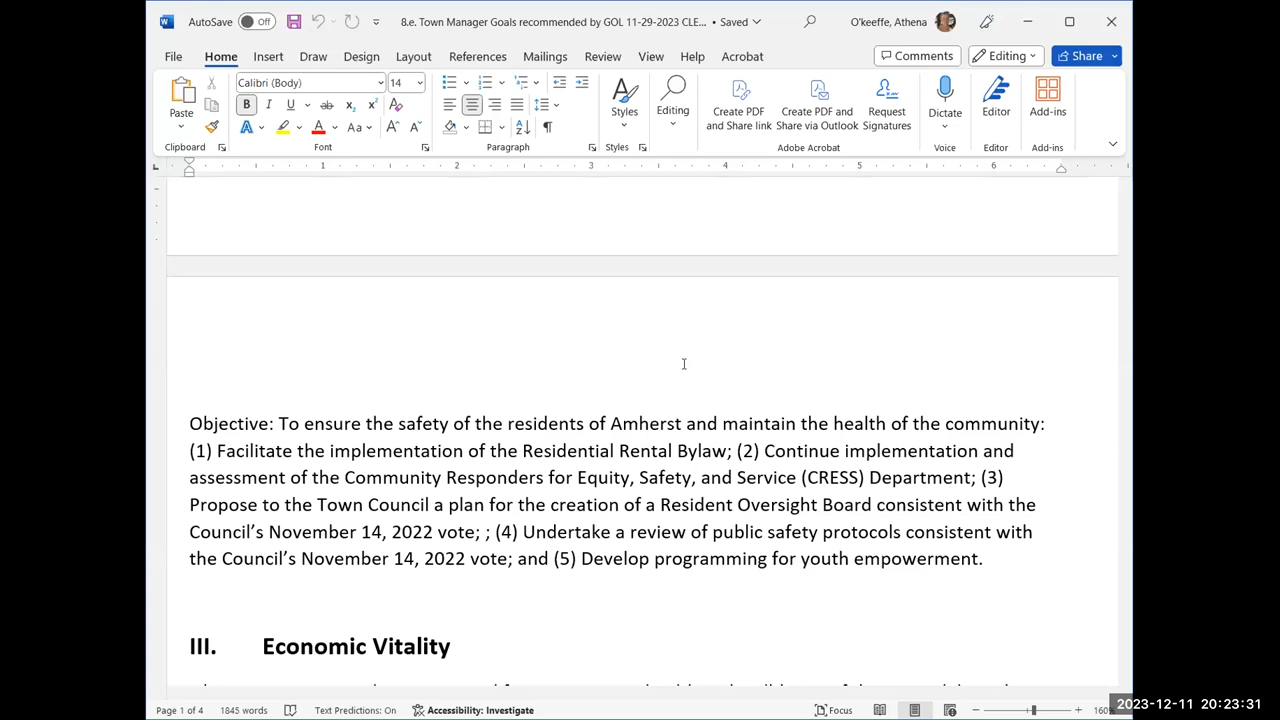 AutoSave Off 8.e. Town Manager Goals recommended by GOL 11-29-2023 CLE... • Saved O'keeffe, Athena
File Home Insert Draw Design Layout References Mailings Review View Help Acrobat Comments Editing Share
Calibri (Body) 14
Paste Styles Editing Create PDF and Share link Create PDF and Share via Outlook Request Signatures Dictate Editor Add-ins
Clipboard Font Paragraph Styles Adobe Acrobat Voice Editor Add-ins
1 2 3 4 5 6
Objective: To ensure the safety of the residents of Amherst and maintain the health of the community:
(1) Facilitate the implementation of the Residential Rental Bylaw; (2) Continue implementation and
assessment of the Community Responders for Equity, Safety, and Service (CRESS) Department; (3)
Propose to the Town Council a plan for the creation of a Resident Oversight Board consistent with the
Council’s November 14, 2022 vote; ; (4) Undertake a review of public safety protocols consistent with
the Council’s November 14, 2022 vote; and (5) Develop programming for youth empowerment.
III. Economic Vitality
Page 1 of 4 1845 words Text Predictions: On Accessibility: Investigate Focus 160%
2023-12-11 20:23:31